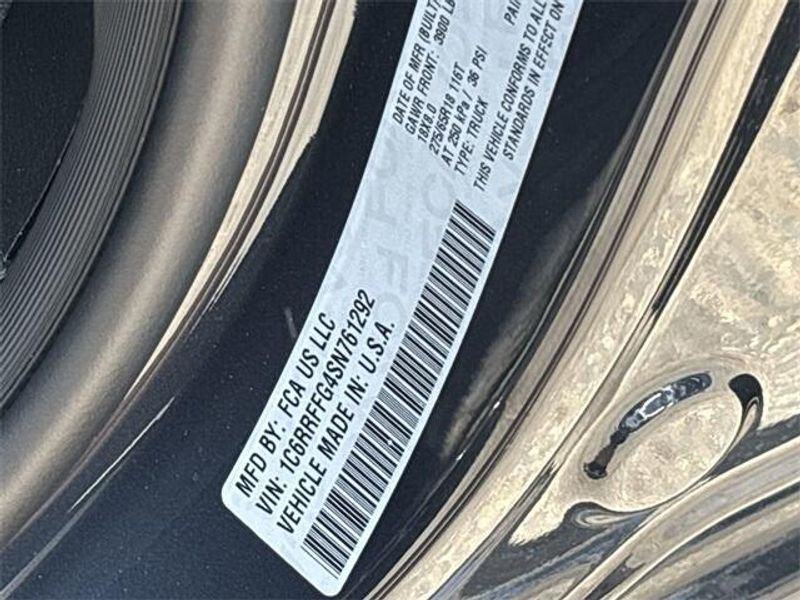 MFD BY: FCA US LLC
VIN: 1C6RRFFG4SN761292
VEHICLE MADE IN: U.S.A.
DATE OF MFR (BUILT)
GAWR FRONT: 3900 LB
18X8.0
275/65R18 116T
AT 250 kPa / 36 PSI
TYPE: TRUCK
THIS VEHICLE CONFORMS TO ALL
STANDARDS IN EFFECT ON